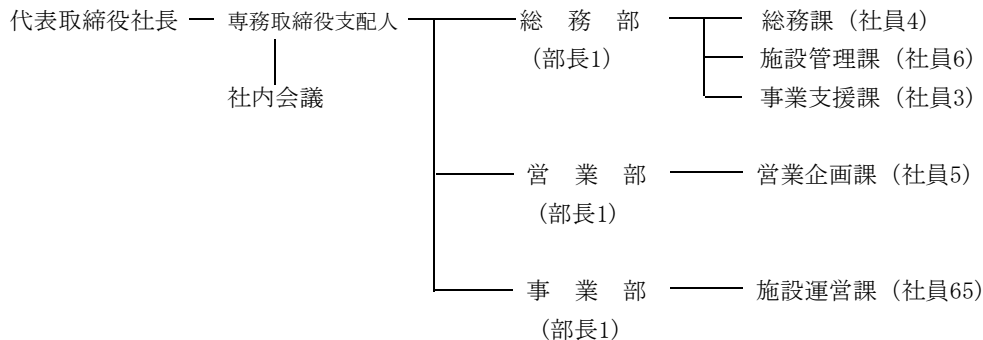 代表取締役社長 専務取締役支配人 総務部 総務課（社員4）
（部長1） 施設管理課（社員6）
社内会議 事業支援課（社員3）
営業部 営業企画課（社員5）
（部長1）
事業部 施設運営課（社員65）
（部長1）